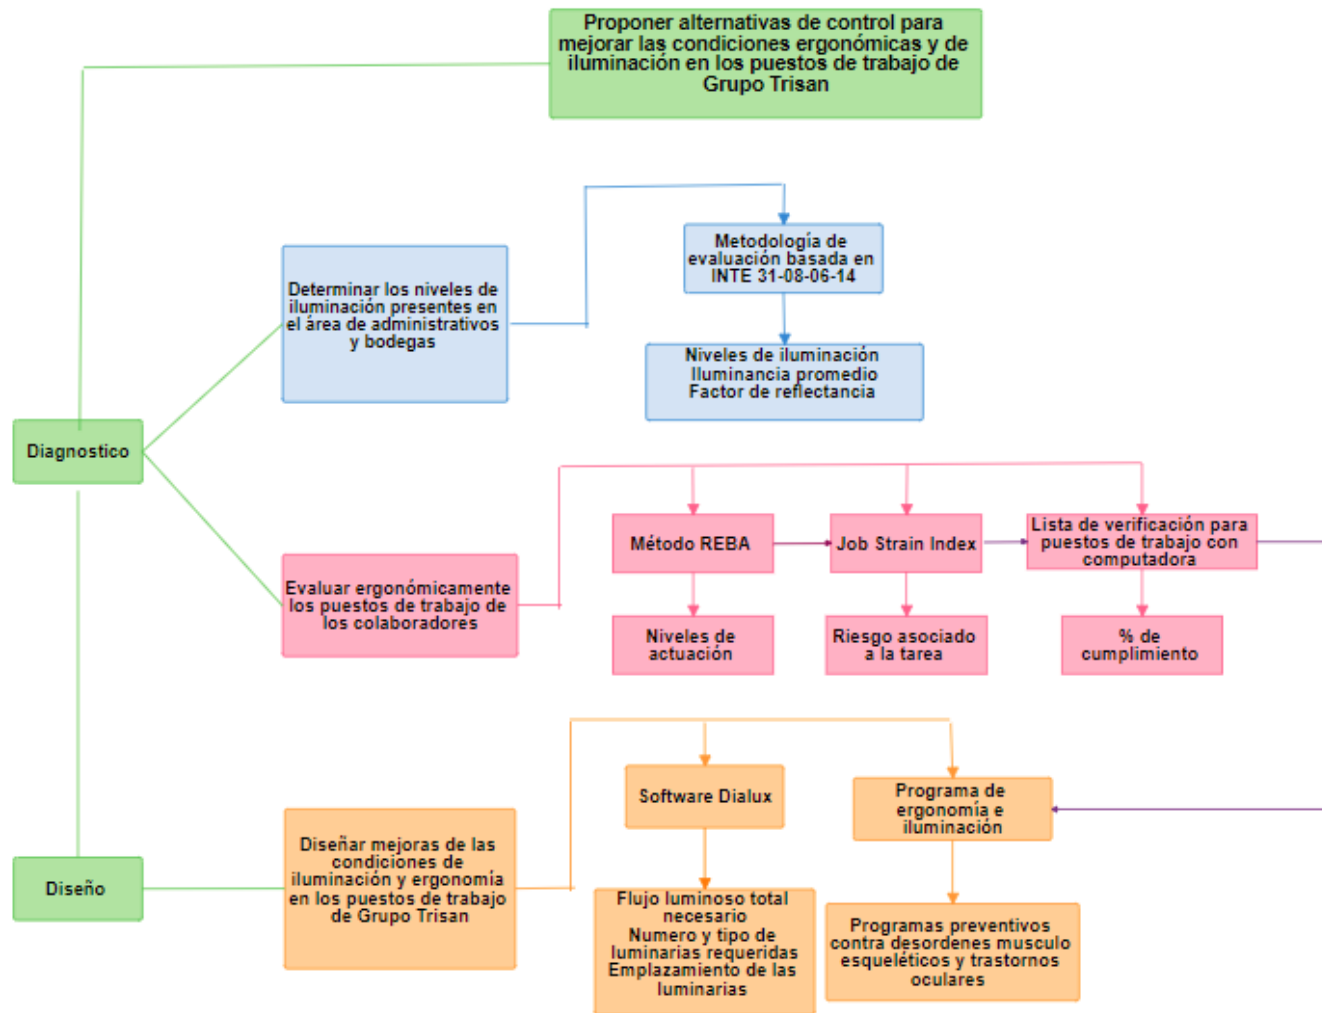 Proponer alternativas de control para
mejorar las condiciones ergonómicas y de
iluminación en los puestos de trabajo de
Grupo Trisan
Metodología de
evaluación basada en
INTE 31-08-06-14
Determinar los niveles de
iluminación presentes en
el área de administrativos
y bodegas
Niveles de iluminación
Iluminancia promedio
Factor de reflectancia
Diagnostico
Evaluar ergonómicamente
los puestos de trabajo de
los colaboradores
Método REBA
Job Strain Index
Lista de verificación para
puestos de trabajo con
computadora
Niveles de
actuación
Riesgo asociado
a la tarea
% de
cumplimiento
Diseño
Diseñar mejoras de las
condiciones de
iluminación y ergonomía
en los puestos de trabajo
de Grupo Trisan
Software Dialux
Programa de
ergonomía e
iluminación
Flujo luminoso total
necesario
Numero y tipo de
luminarias requeridas
Emplazamiento de las
luminarias
Programas preventivos
contra desordenes musculo
esqueléticos y trastornos
oculares